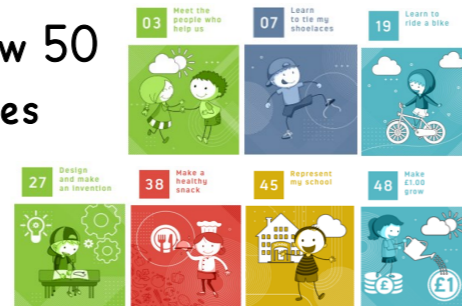 w 50
es
03
Meet the
people who
help us
07
Learn
to tie my
shoelaces
19
Learn to
ride a bike
27
Design
and make
an invention
38
Make a
healthy
snack
45
Represent
my school
48
Make
£1.00
grow
£
£1